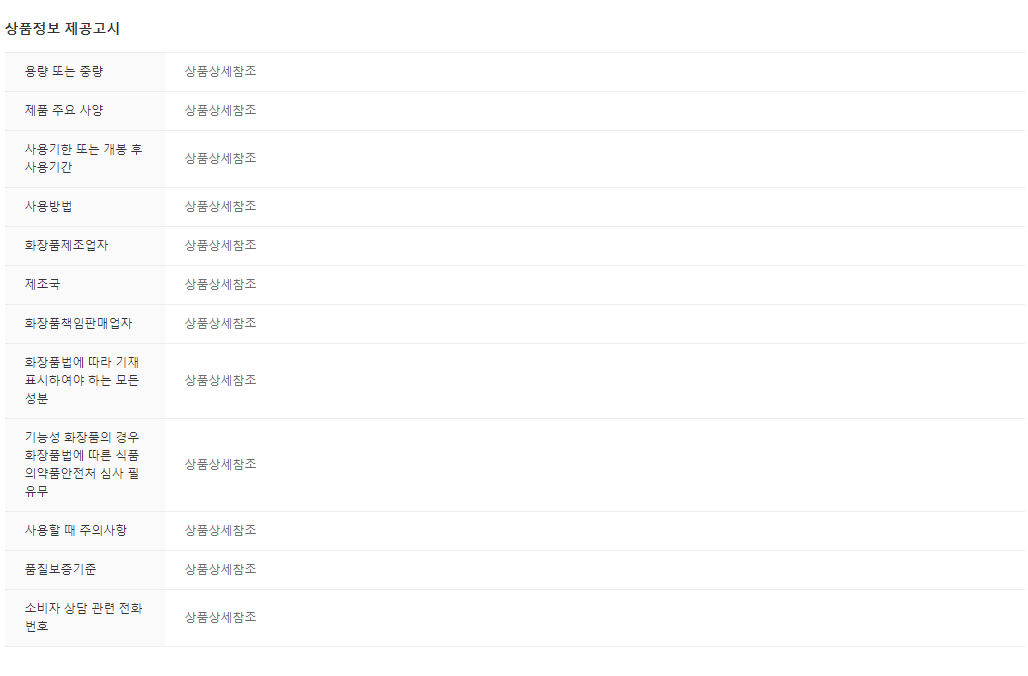 상품정보 제공고시
용량 또는 중량 상품상세참조
제품 주요 사양 상품상세참조
사용기한 또는 개봉 후
사용기간
상품상세참조
사용방법 상품상세참조
화장품제조업자 상품상세참조
제조국 상품상세참조
화장품책임판매업자 상품상세참조
화장품법에 따라 기재
표시하여야 하는 모든
성분
상품상세참조
기능성 화장품의 경우
화장품법에 따른 식품
의약품안전처 심사 필
유무
상품상세참조
사용할 때 주의사항 상품상세참조
품질보증기준 상품상세참조
소비자 상담 관련 전화
번호
상품상세참조